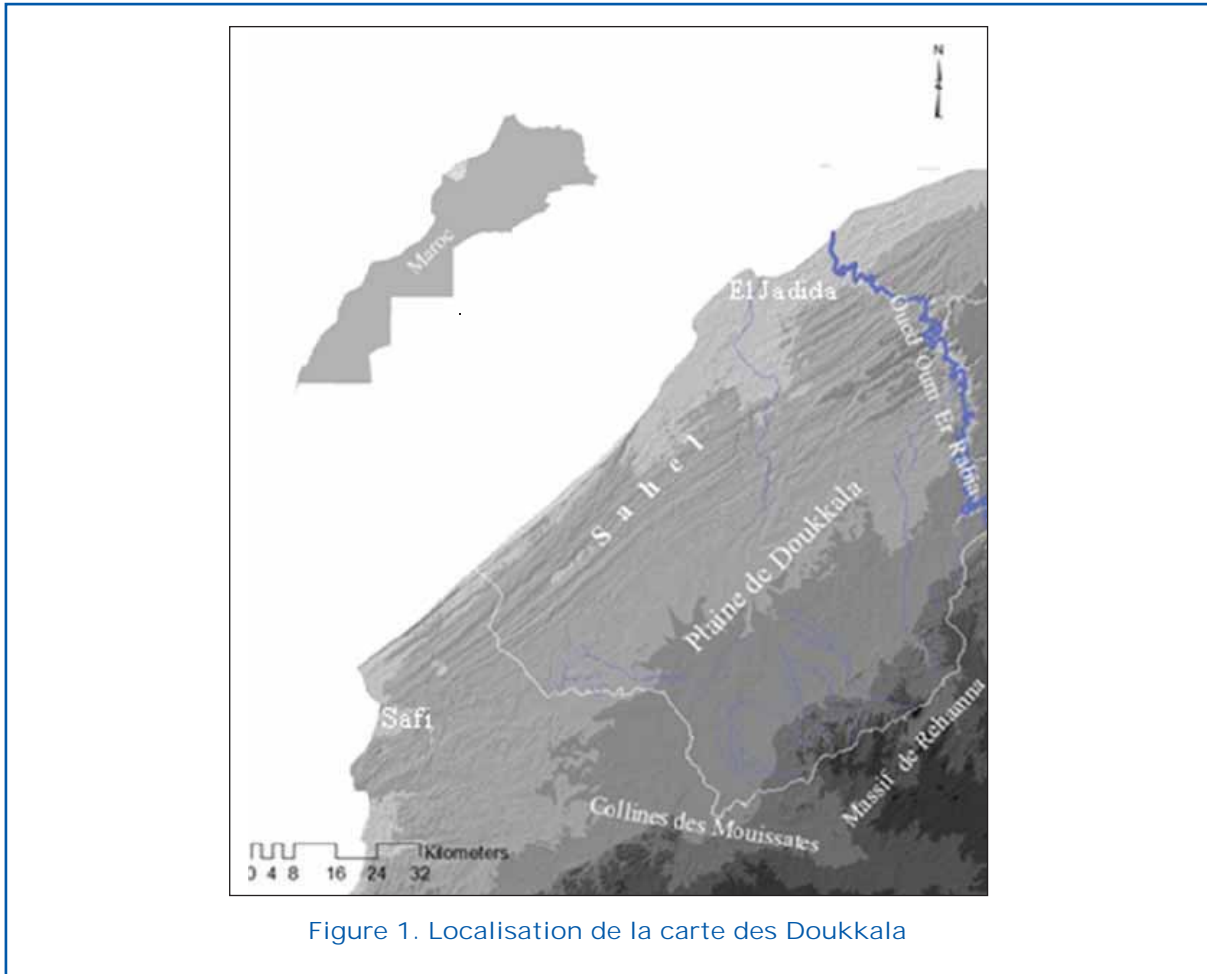 N
Maroc
El Jadida
Oued Oum Er Rabia
Sahel
Plaine de Doukkala
Safi
Massif de Rehamna
Collines des Mouissates
Kilometers
0 4 8 16 24 32
Figure 1. Localisation de la carte des Doukkala